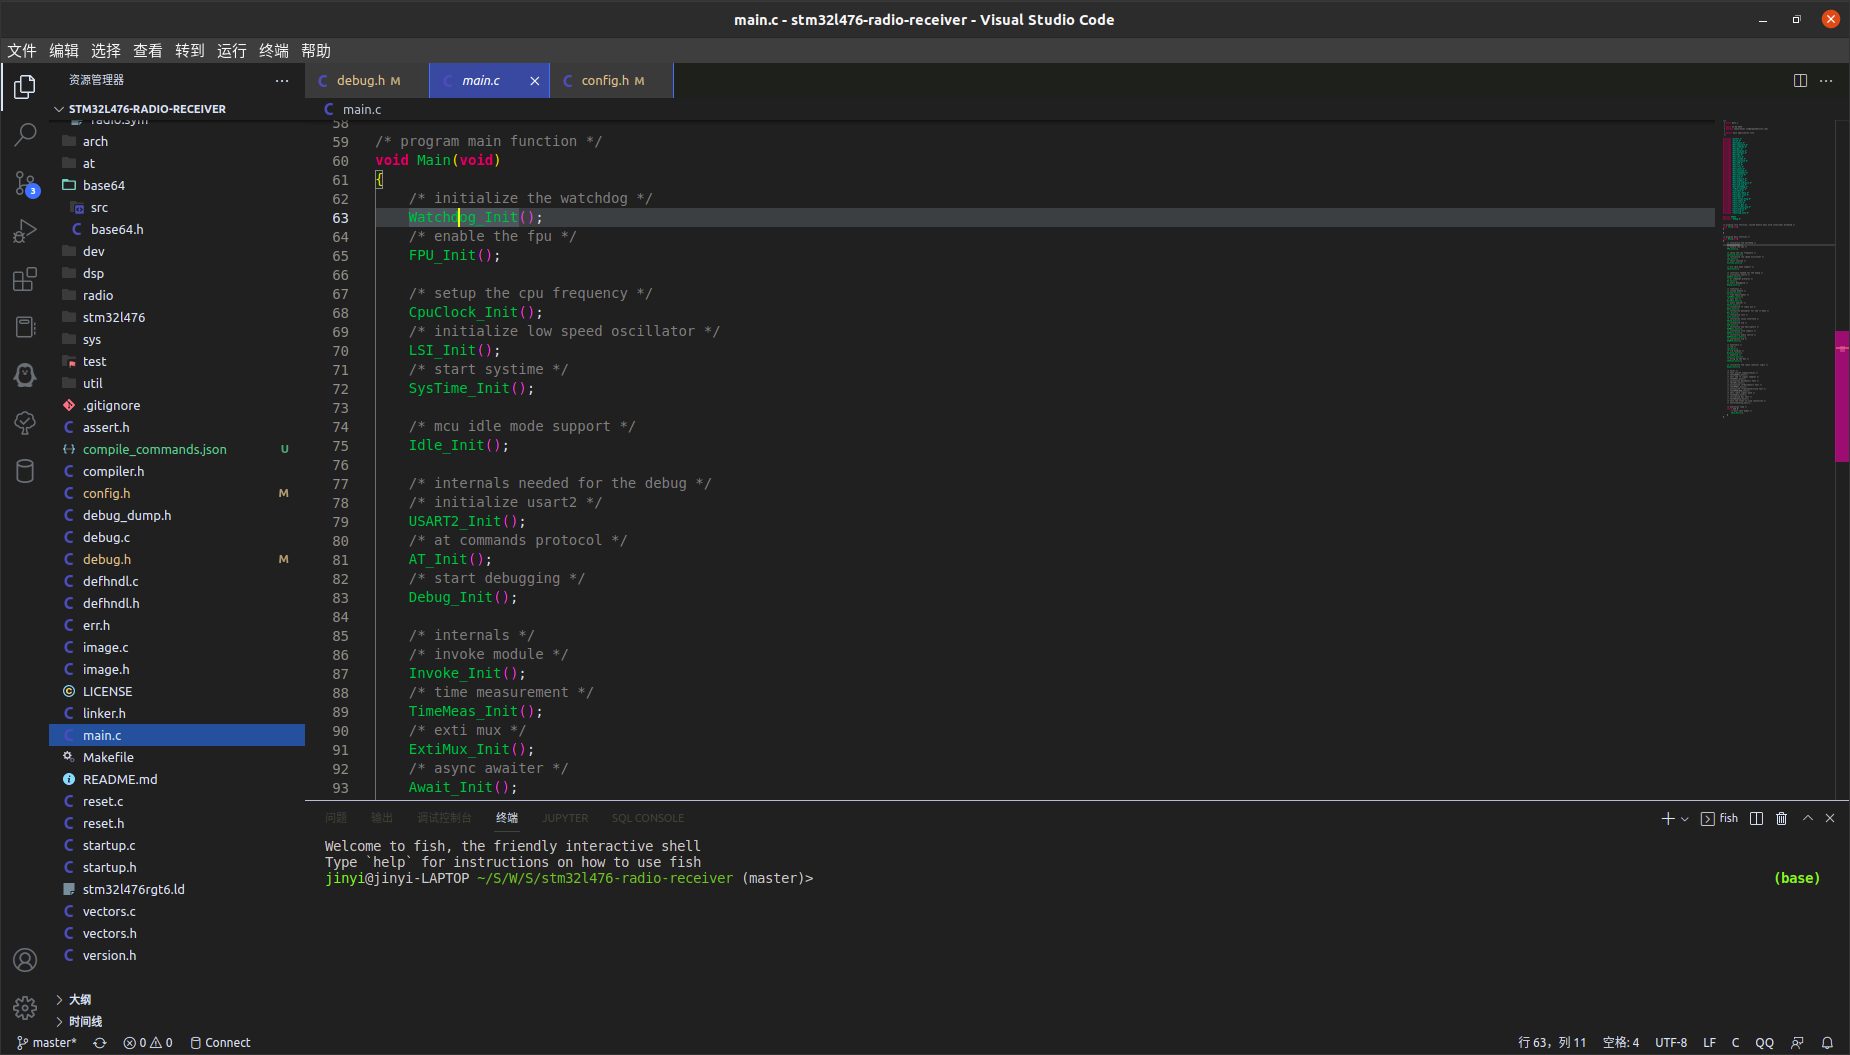 main.c - stm32l476-radio-receiver - Visual Studio Code
文件 编辑 选择 查看 转到 运行 终端 帮助
资源管理器
debug.h M
main.c
config.h M
STM32L476-RADIO-RECEIVER
main.c
radio.sym
arch
at
base64
src
base64.h
dev
dsp
radio
stm32l476
sys
test
util
.gitignore
assert.h
compile_commands.json U
compiler.h
config.h M
debug_dump.h
debug.c
debug.h M
defhndl.c
defhndl.h
err.h
image.c
image.h
LICENSE
linker.h
main.c
Makefile
README.md
reset.c
reset.h
startup.c
startup.h
stm32l476rgt6.ld
vectors.c
vectors.h
version.h
大纲
时间线
3
58
59 /* program main function */
60 void Main(void)
61 {
62 /* initialize the watchdog */
63 Watchdog_Init();
64 /* enable the fpu */
65 FPU_Init();
66
67 /* setup the cpu frequency */
68 CpuClock_Init();
69 /* initialize low speed oscillator */
70 LSI_Init();
71 /* start systime */
72 SysTime_Init();
73
74 /* mcu idle mode support */
75 Idle_Init();
76
77 /* internals needed for the debug */
78 /* initialize usart2 */
79 USART2_Init();
80 /* at commands protocol */
81 AT_Init();
82 /* start debugging */
83 Debug_Init();
84
85 /* internals */
86 /* invoke module */
87 Invoke_Init();
88 /* time measurement */
89 TimeMeas_Init();
90 /* exti mux */
91 ExtiMux_Init();
92 /* async awaiter */
93 Await_Init();
问题 输出 调试控制台 终端 JUPYTER SQL CONSOLE
fish
Welcome to fish, the friendly interactive shell
Type `help` for instructions on how to use fish
jinyi@jinyi-LAPTOP ~/S/W/S/stm32l476-radio-receiver (master)> (base)
master* 0 0 Connect
行 63，列 11 空格: 4 UTF-8 LF C QQ